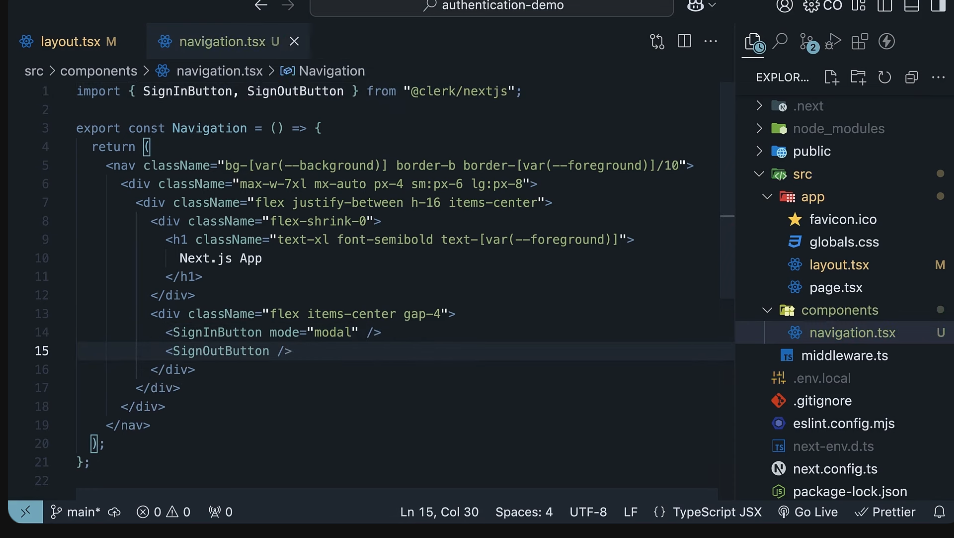 authentication-demo
CO
layout.tsx M
navigation.tsx U
src > components > navigation.tsx > Navigation
1 import { SignInButton, SignOutButton } from "@clerk/nextjs";
2
3 export const Navigation = () => {
4 return (
5 <nav className="bg-[var(--background)] border-b border-[var(--foreground)]/10">
6 <div className="max-w-7xl mx-auto px-4 sm:px-6 lg:px-8">
7 <div className="flex justify-between h-16 items-center">
8 <div className="flex-shrink-0">
9 <h1 className="text-xl font-semibold text-[var(--foreground)]">
10 Next.js App
11 </h1>
12 </div>
13 <div className="flex items-center gap-4">
14 <SignInButton mode="modal" />
15 <SignOutButton />
16 </div>
17 </div>
18 </div>
19 </nav>
20 );
21 };
22
2
EXPLOR...
.next
node_modules
public
src
app
favicon.ico
globals.css
layout.tsx M
page.tsx
components
navigation.tsx U
TS middleware.ts
.env.local
.gitignore
eslint.config.mjs
TS next-env.d.ts
N next.config.ts
package-lock.json
main* 0 0 0 Ln 15, Col 30 Spaces: 4 UTF-8 LF {} TypeScript JSX Go Live Prettier